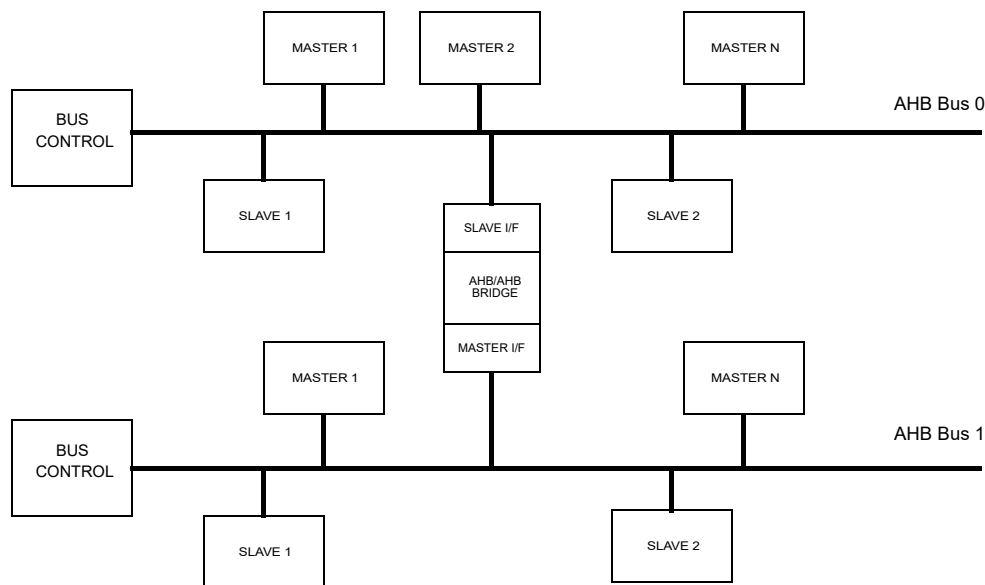 MASTER 1
MASTER 2
MASTER N
AHB Bus 0
BUS
CONTROL
SLAVE 1
SLAVE I/F
SLAVE 2
AHB/AHB
BRIDGE
MASTER I/F
MASTER 1
MASTER N
AHB Bus 1
BUS
CONTROL
SLAVE 1
SLAVE 2